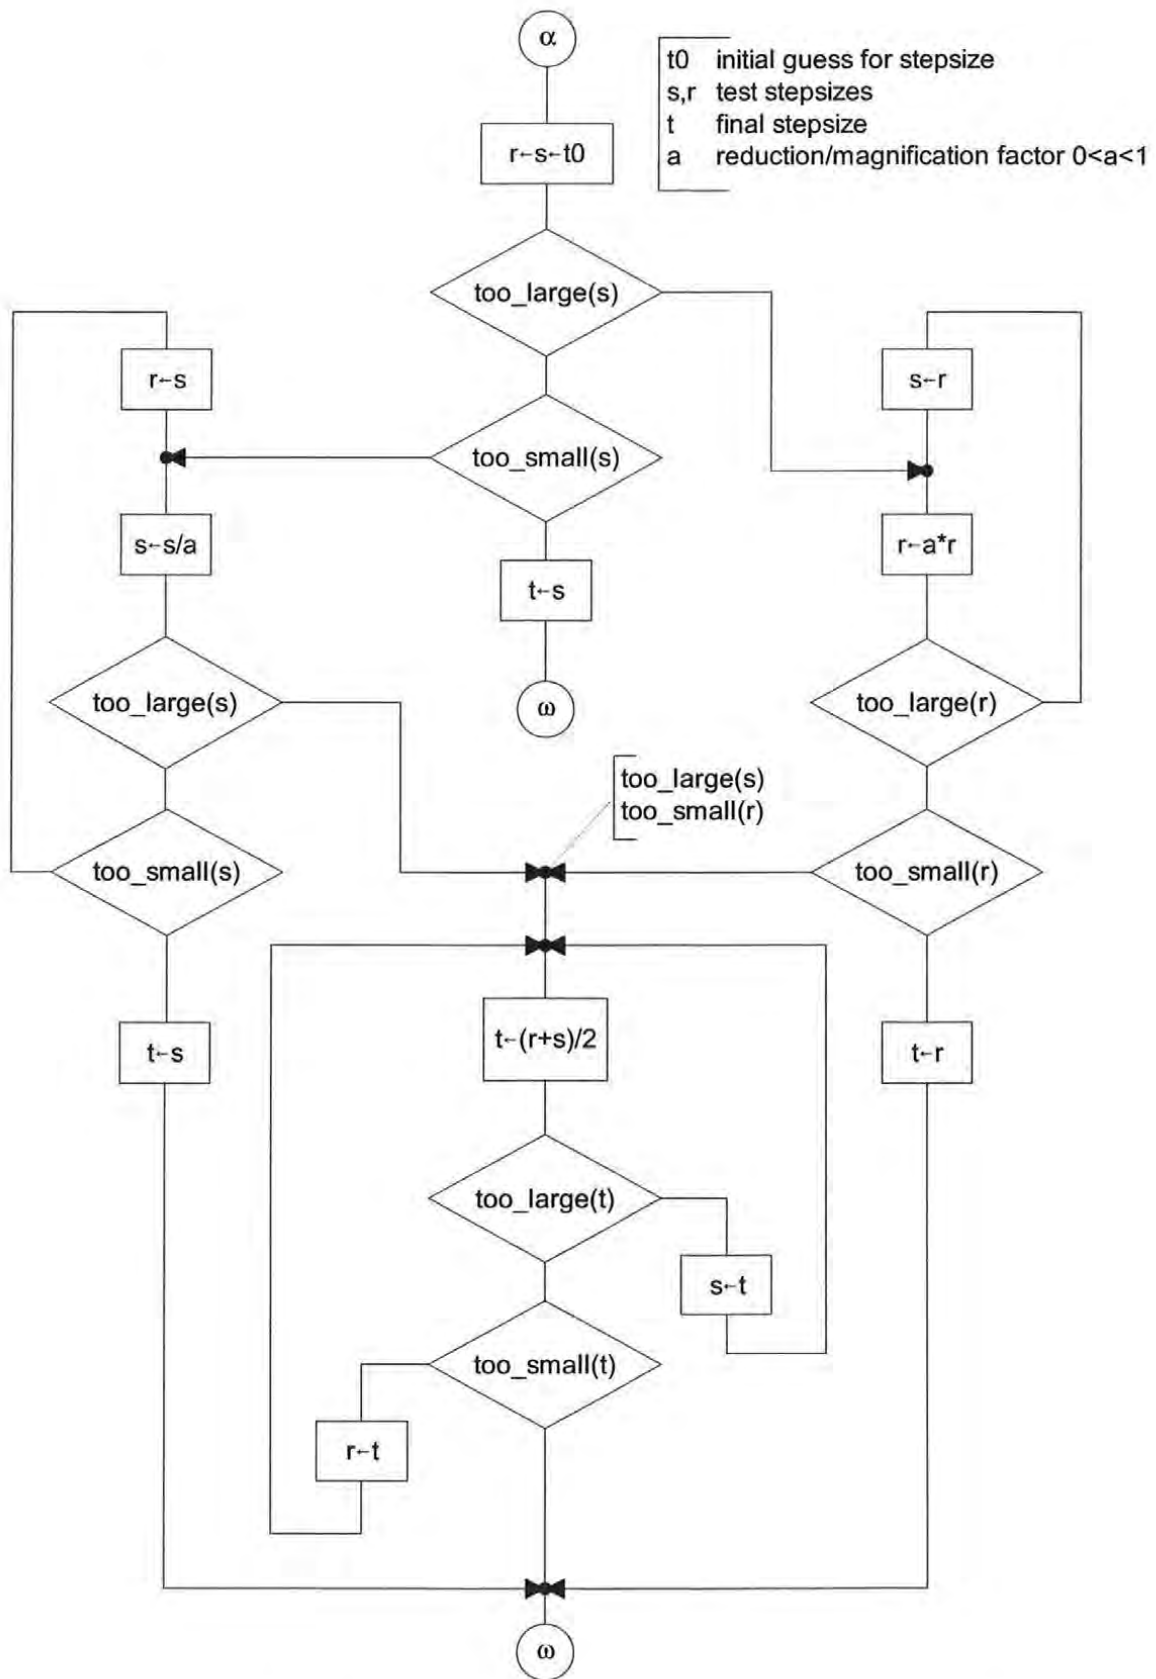 α
t0 initial guess for stepsize
s,r test stepsizes
t final stepsize
a reduction/magnification factor 0<a<1
r←s←t0
too_large(s)
r←s
s←r
too_small(s)
s←s/a
r←a*r
t←s
too_large(s)
ω
too_large(r)
too_large(s)
too_small(r)
too_small(s)
too_small(r)
t←s
t←(r+s)/2
t←r
too_large(t)
s←t
too_small(t)
r←t
ω